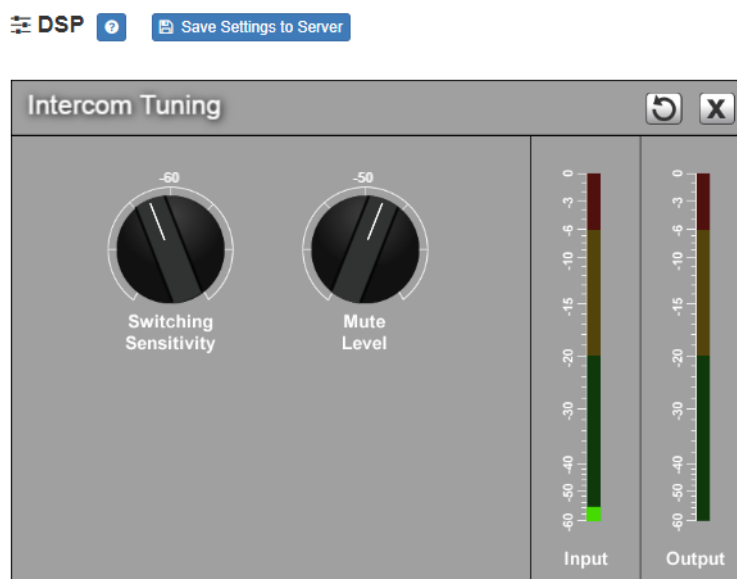 DSP ? Save Settings to Server
Intercom Tuning X
-60 -50
Switching Mute
Sensitivity Level
0 0
-3 -3
-6 -6
-10 -10
-15 -15
-20 -20
-30 -30
-40 -40
-50 -50
-60 -60
Input Output